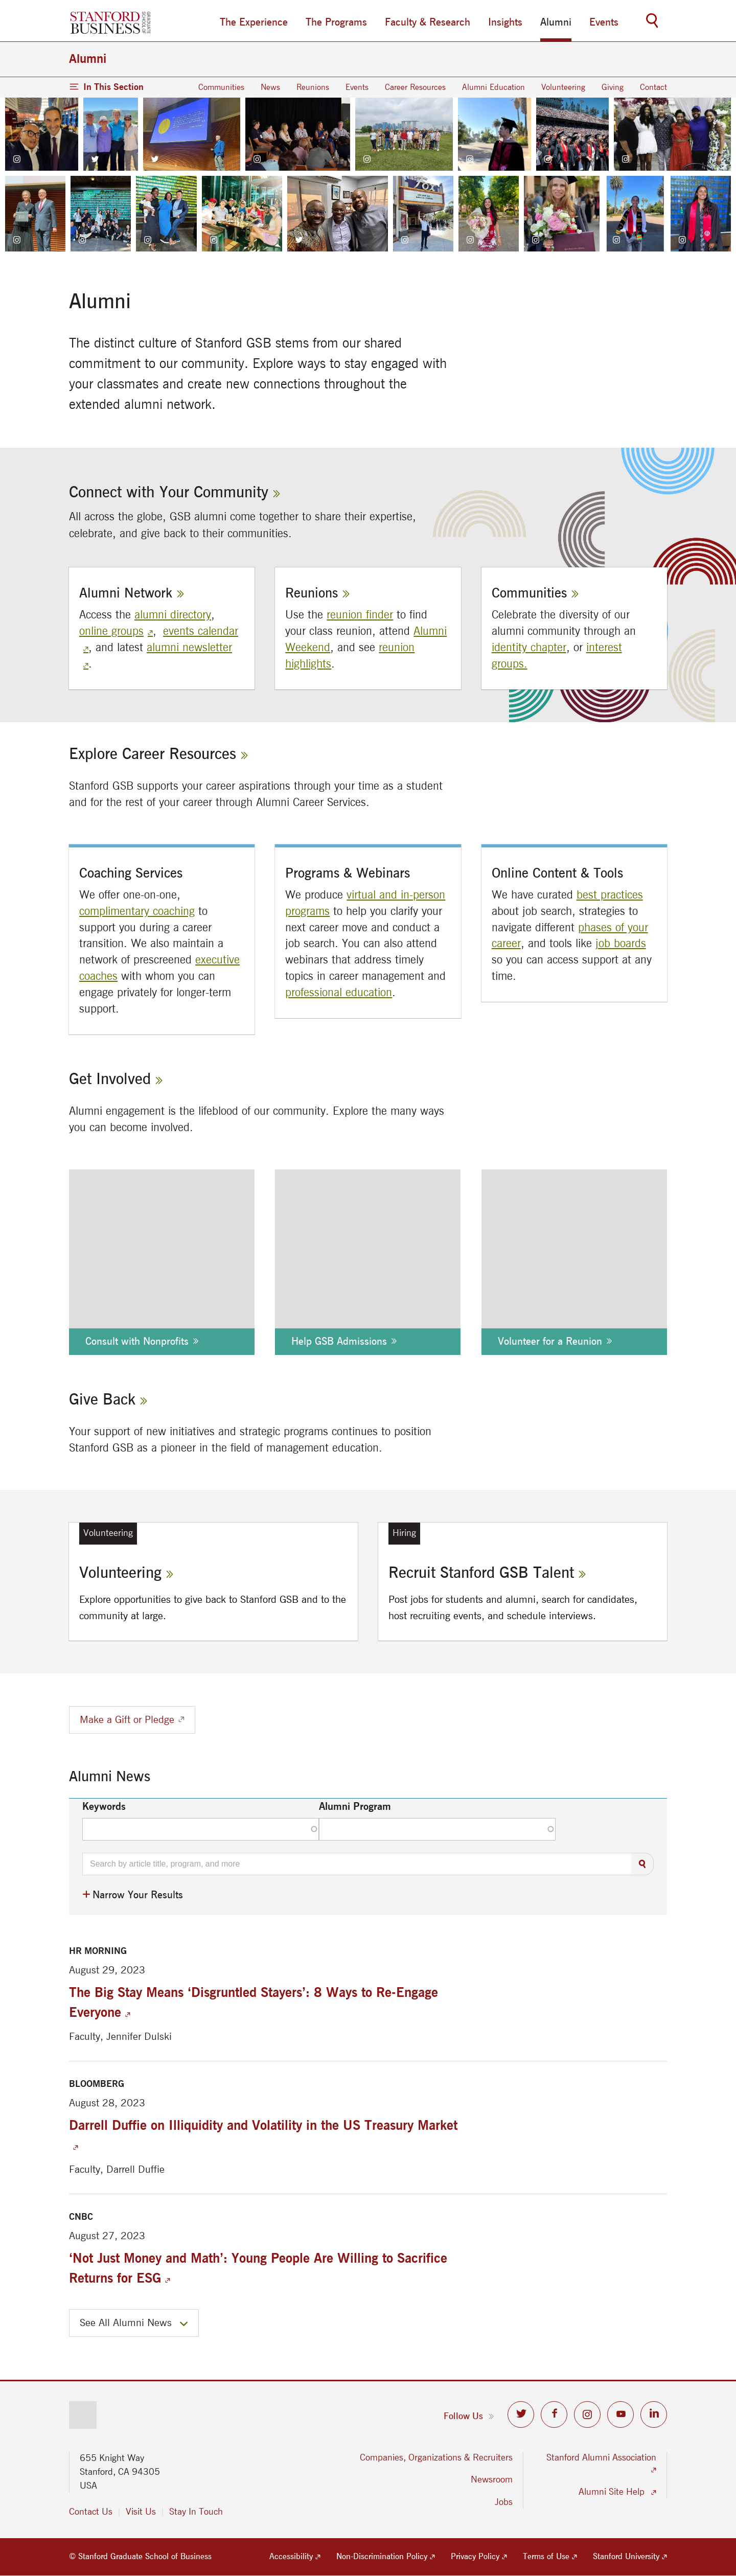 STANFORD
BUSINESS
GRADUATE
SCHOOL OF
The Experience
The Programs
Faculty & Research
Insights
Alumni
Events
Alumni
In This Section
Communities
News
Reunions
Events
Career Resources
Alumni Education
Volunteering
Giving
Contact
Alumni
The distinct culture of Stanford GSB stems from our shared
commitment to our community. Explore ways to stay engaged with
your classmates and create new connections throughout the
extended alumni network.
Connect with Your Community
All across the globe, GSB alumni come together to share their expertise,
celebrate, and give back to their communities.
Alumni Network
Access the alumni directory,
online groups, events calendar
, and latest alumni newsletter
.
Reunions
Use the reunion finder to find
your class reunion, attend Alumni
Weekend, and see reunion
highlights.
Communities
Celebrate the diversity of our
alumni community through an
identity chapter, or interest
groups.
Explore Career Resources
Stanford GSB supports your career aspirations through your time as a student
and for the rest of your career through Alumni Career Services.
Coaching Services
We offer one-on-one,
complimentary coaching to
support you during a career
transition. We also maintain a
network of prescreened executive
coaches with whom you can
engage privately for longer-term
support.
Programs & Webinars
We produce virtual and in-person
programs to help you clarify your
next career move and conduct a
job search. You can also attend
webinars that address timely
topics in career management and
professional education.
Online Content & Tools
We have curated best practices
about job search, strategies to
navigate different phases of your
career, and tools like job boards
so you can access support at any
time.
Get Involved
Alumni engagement is the lifeblood of our community. Explore the many ways
you can become involved.
Consult with Nonprofits
Help GSB Admissions
Volunteer for a Reunion
Give Back
Your support of new initiatives and strategic programs continues to position
Stanford GSB as a pioneer in the field of management education.
Volunteering
Volunteering
Explore opportunities to give back to Stanford GSB and to the
community at large.
Hiring
Recruit Stanford GSB Talent
Post jobs for students and alumni, search for candidates,
host recruiting events, and schedule interviews.
Make a Gift or Pledge
Alumni News
Keywords
Alumni Program
Search by article title, program, and more
+ Narrow Your Results
HR MORNING
August 29, 2023
The Big Stay Means ‘Disgruntled Stayers’: 8 Ways to Re-Engage
Everyone
Faculty, Jennifer Dulski
BLOOMBERG
August 28, 2023
Darrell Duffie on Illiquidity and Volatility in the US Treasury Market
Faculty, Darrell Duffie
CNBC
August 27, 2023
‘Not Just Money and Math’: Young People Are Willing to Sacrifice
Returns for ESG
See All Alumni News
Follow Us
655 Knight Way
Stanford, CA 94305
USA
Contact Us
Visit Us
Stay In Touch
Companies, Organizations & Recruiters
Newsroom
Jobs
Stanford Alumni Association
Alumni Site Help
© Stanford Graduate School of Business
Accessibility
Non-Discrimination Policy
Privacy Policy
Terms of Use
Stanford University